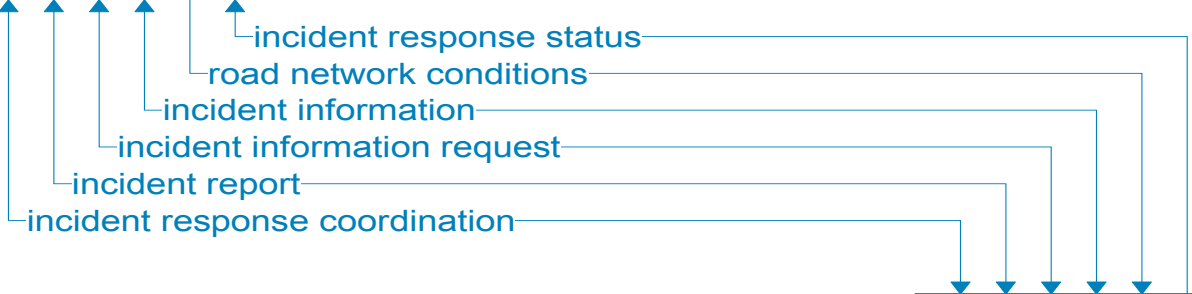 incident response status
road network conditions
incident information
incident information request
incident report
incident response coordination